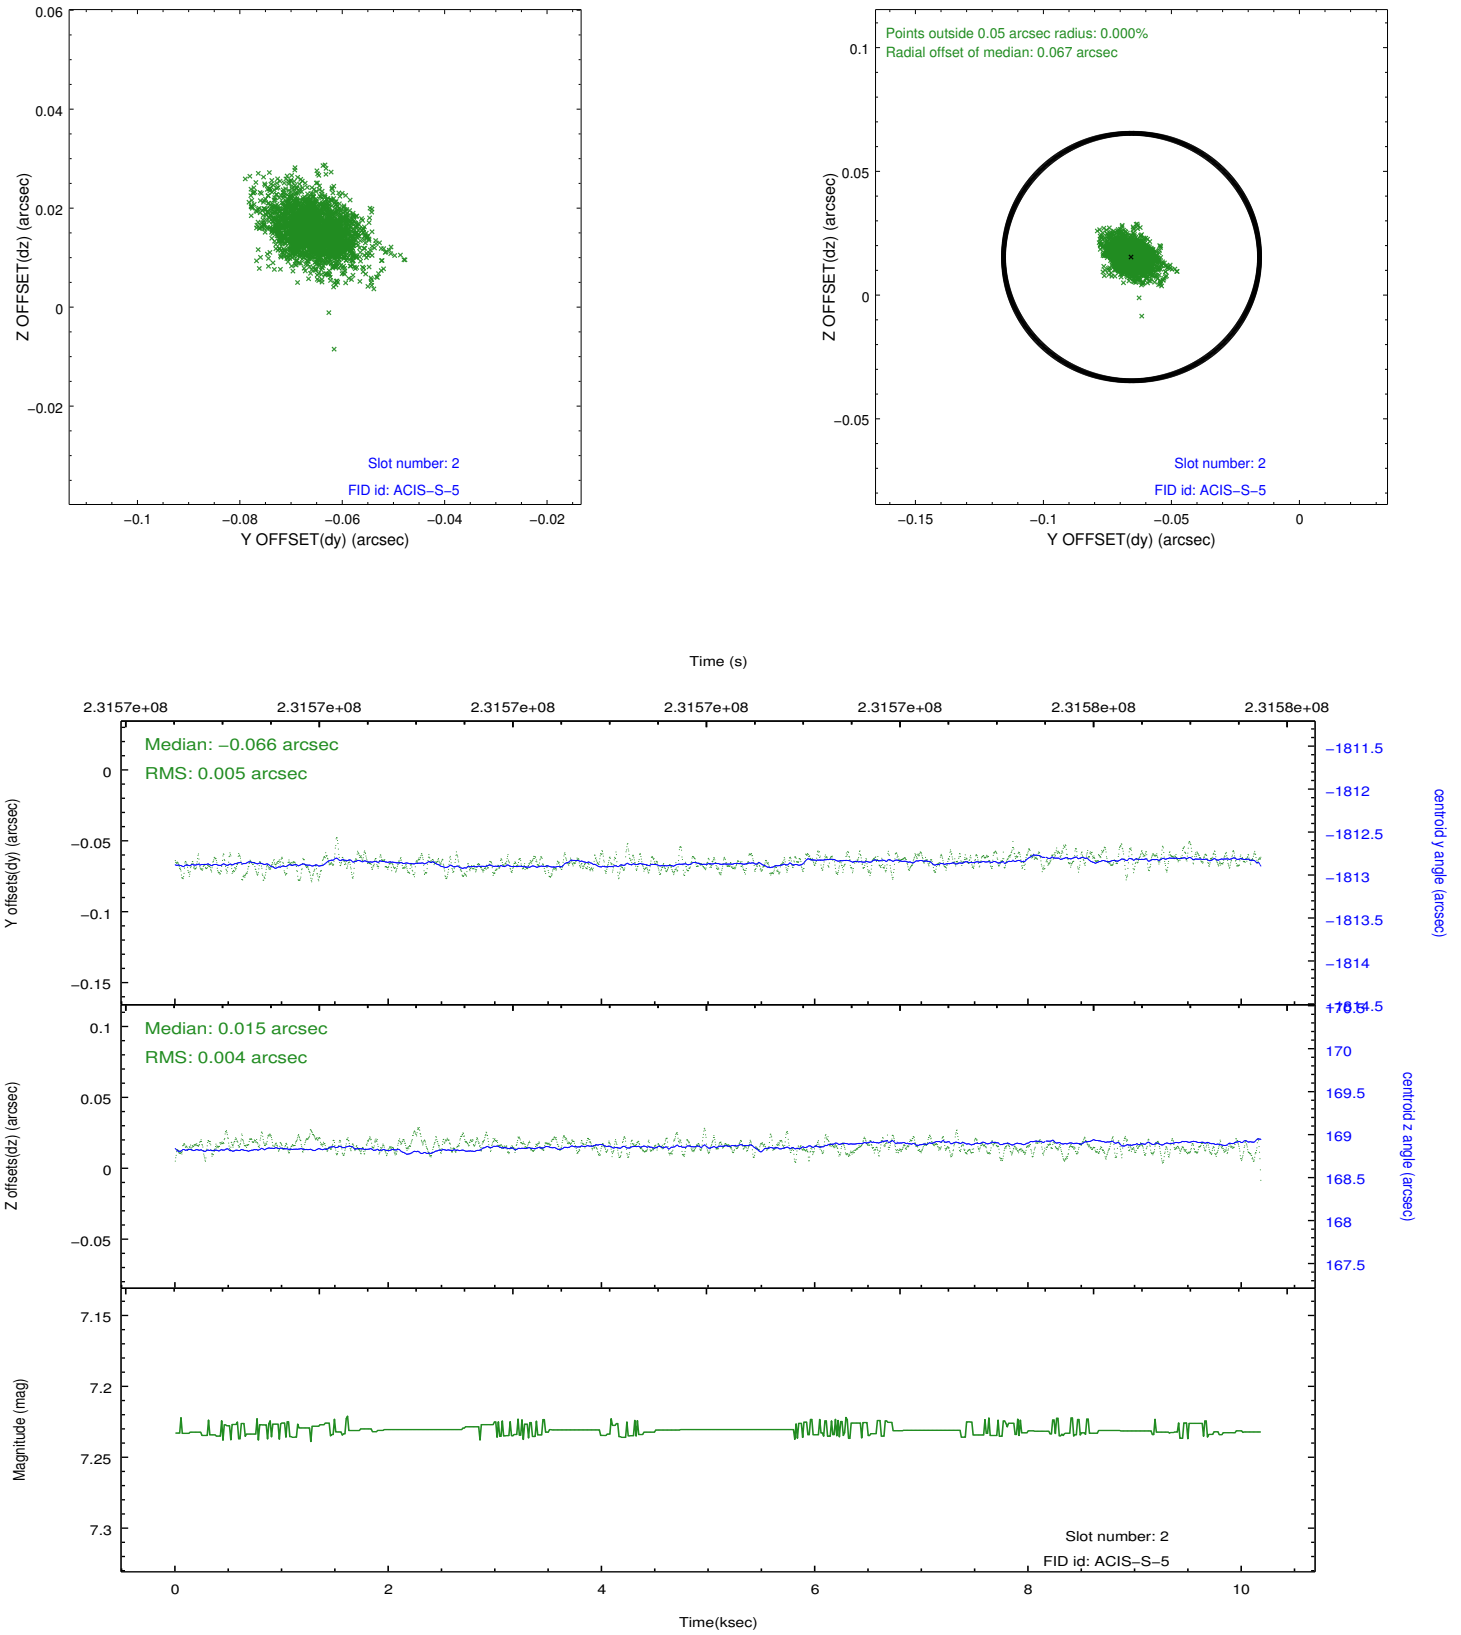 0.06
0.04
0.02
0
−0.02
Z OFFSET(dz) (arcsec)
Slot number: 2
FID id: ACIS−S−5
−0.1 −0.08 −0.06 −0.04 −0.02
Y OFFSET(dy) (arcsec)
Points outside 0.05 arcsec radius: 0.000%
Radial offset of median: 0.067 arcsec
0.1
0.05
0
−0.05
Z OFFSET(dz) (arcsec)
Slot number: 2
FID id: ACIS−S−5
−0.15 −0.1 −0.05 0
Y OFFSET(dy) (arcsec)
Time (s)
2.3157e+08 2.3157e+08 2.3157e+08 2.3157e+08 2.3157e+08 2.3158e+08 2.3158e+08
Median: −0.066 arcsec
RMS: 0.005 arcsec
0
−0.05
−0.1
−0.15
Y offsets(dy) (arcsec)
−1811.5
−1812
−1812.5
−1813
−1813.5
−1814
−1814.5
centroid y angle (arcsec)
Median: 0.015 arcsec
RMS: 0.004 arcsec
0.1
0.05
0
−0.05
Z offsets(dz) (arcsec)
170.5
170
169.5
169
168.5
168
167.5
centroid z angle (arcsec)
7.15
7.2
7.25
7.3
Magnitude (mag)
Slot number: 2
FID id: ACIS−S−5
0 2 4 6 8 10
Time(ksec)